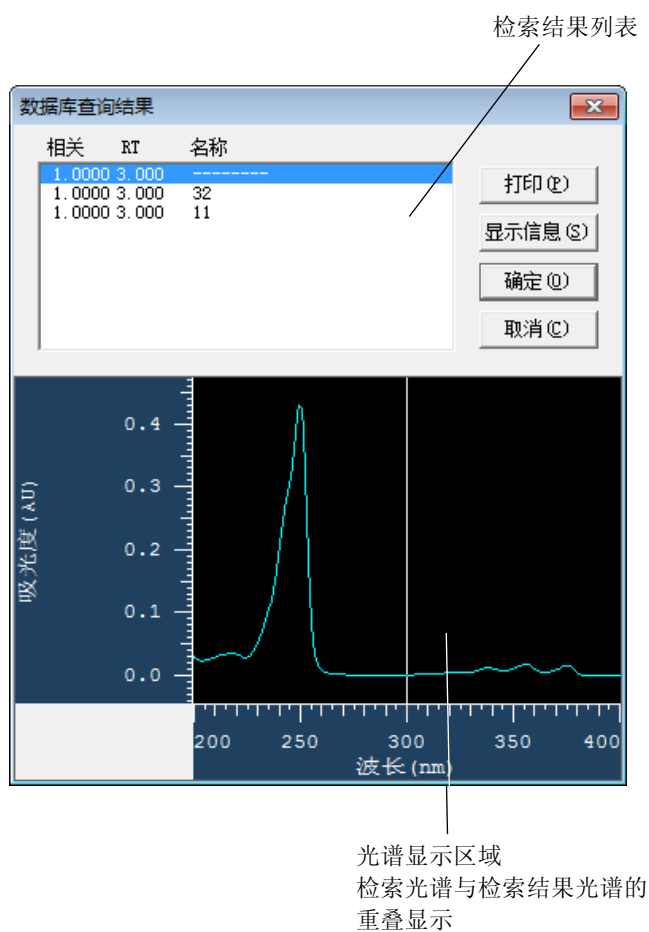 检索结果列表
数据库查询结果
相关 RT 名称
1.0000 3.000 --------
1.0000 3.000 32
1.0000 3.000 11
打印(P)
显示信息(S)
确定(O)
取消(C)
吸光度(AU)
0.4
0.3
0.2
0.1
0.0
200 250 300 350 400
波长(nm)
光谱显示区域
检索光谱与检索结果光谱的
重叠显示